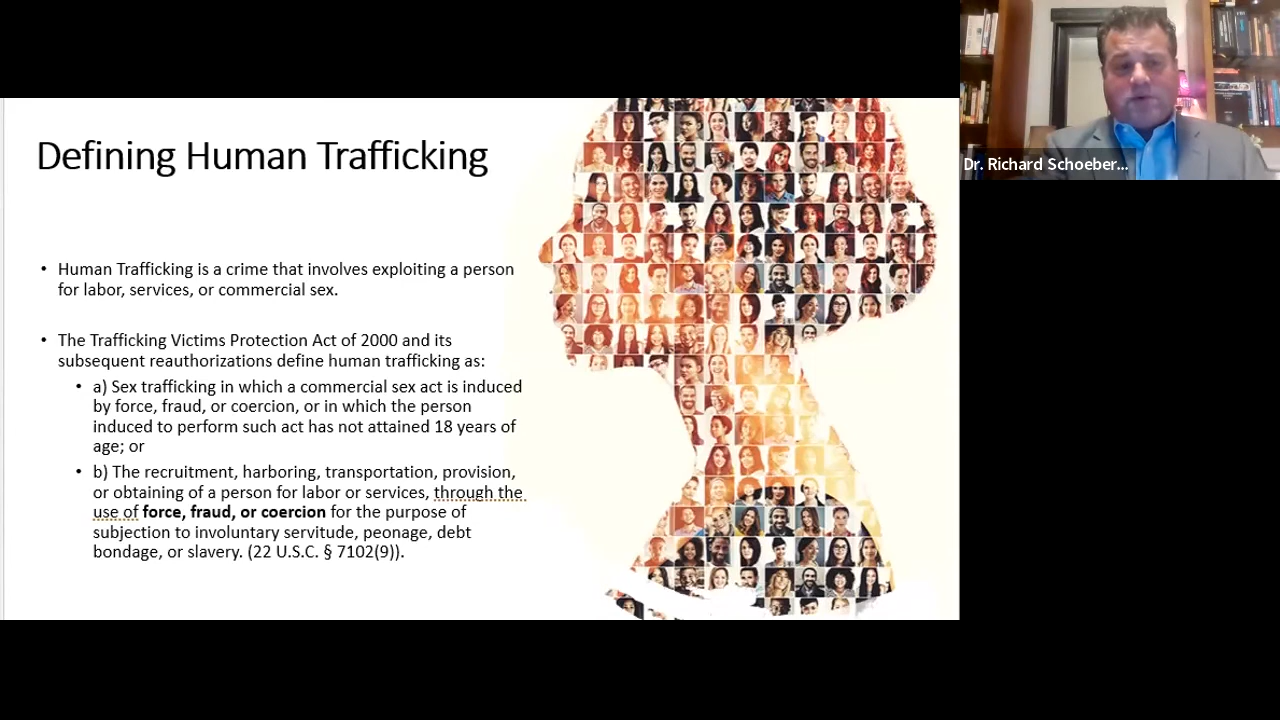 Defining Human Trafficking
• Human Trafficking is a crime that involves exploiting a person
for labor, services, or commercial sex.
• The Trafficking Victims Protection Act of 2000 and its
subsequent reauthorizations define human trafficking as:
• a) Sex trafficking in which a commercial sex act is induced
by force, fraud, or coercion, or in which the person
induced to perform such act has not attained 18 years of
age; or
• b) The recruitment, harboring, transportation, provision,
or obtaining of a person for labor or services, through the
use of force, fraud, or coercion for the purpose of
subjection to involuntary servitude, peonage, debt
bondage, or slavery. (22 U.S.C. § 7102(9)).
Dr. Richard Schoeber...